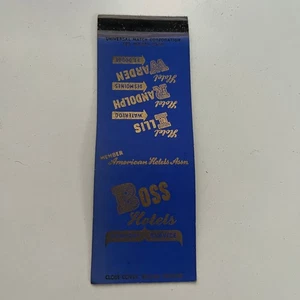 UNIVERSAL MATCH CORPORATION
Hotel
WARDEN
FT. DODGE
Hotel
RANDOLPH
DES MOINES
Hotel
ELLIS
WATERLOO
MEMBER
American Hotels Assn.
BOSS
Hotels